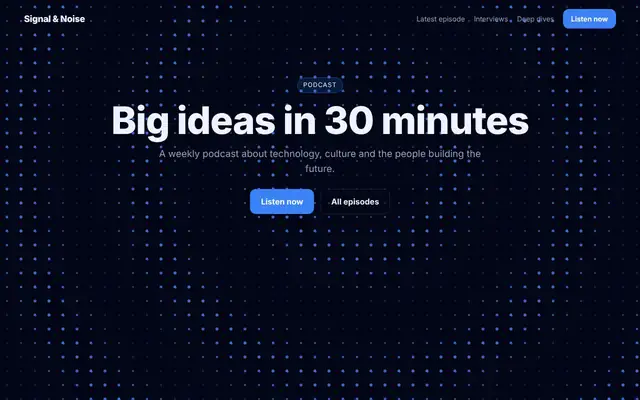 Signal & Noise
Latest episode Interviews Deep dives Listen now
PODCAST
Big ideas in 30 minutes
A weekly podcast about technology, culture and the people building the
future.
Listen now All episodes